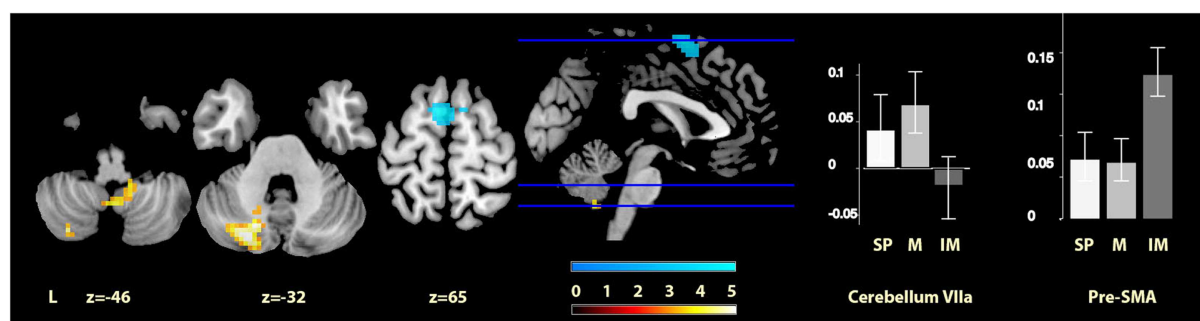 L z=-46 z=-32 z=65
0 1 2 3 4 5
0.1
0.05
0
-0.05
SP M IM
Cerebellum VIIa
0.15
0.1
0.05
0
SP M IM
Pre-SMA